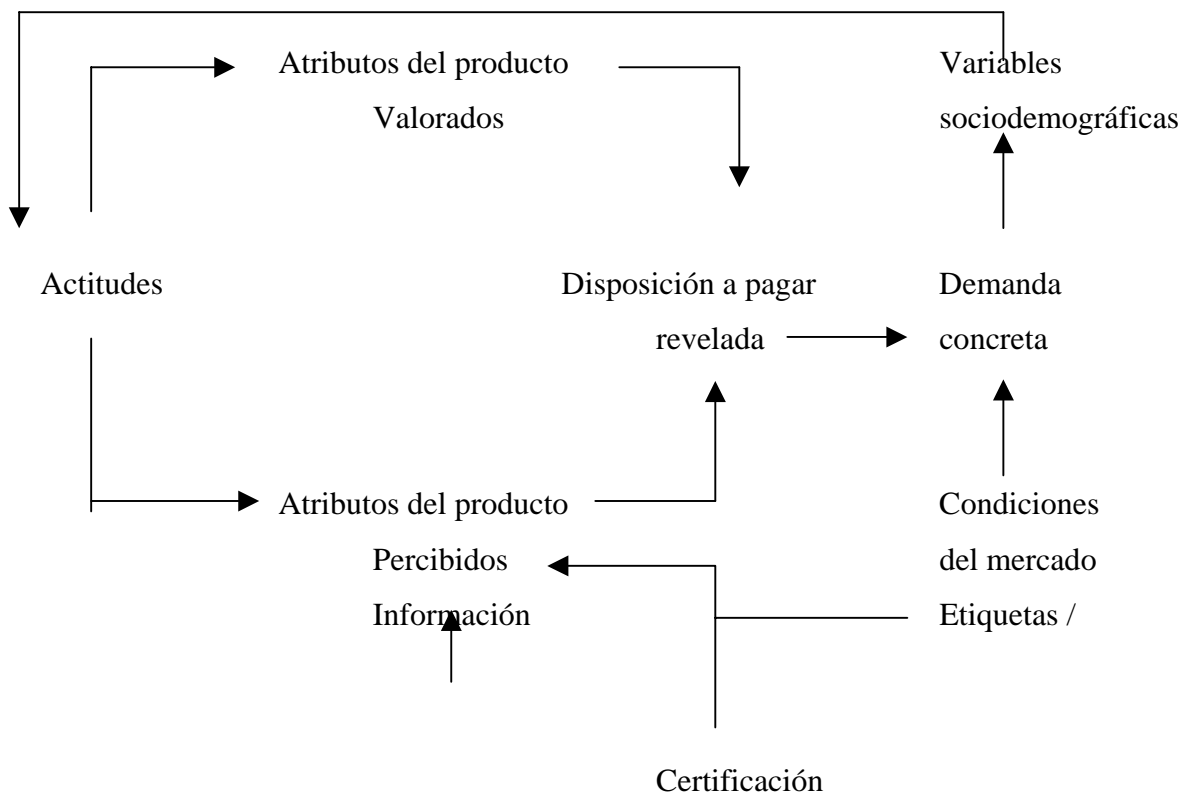 Atributos del producto
Valorados
Variables
sociodemográficas
Actitudes
Disposición a pagar
revelada
Demanda
concreta
Atributos del producto
Percibidos
Información
Condiciones
del mercado
Etiquetas /
Certificación